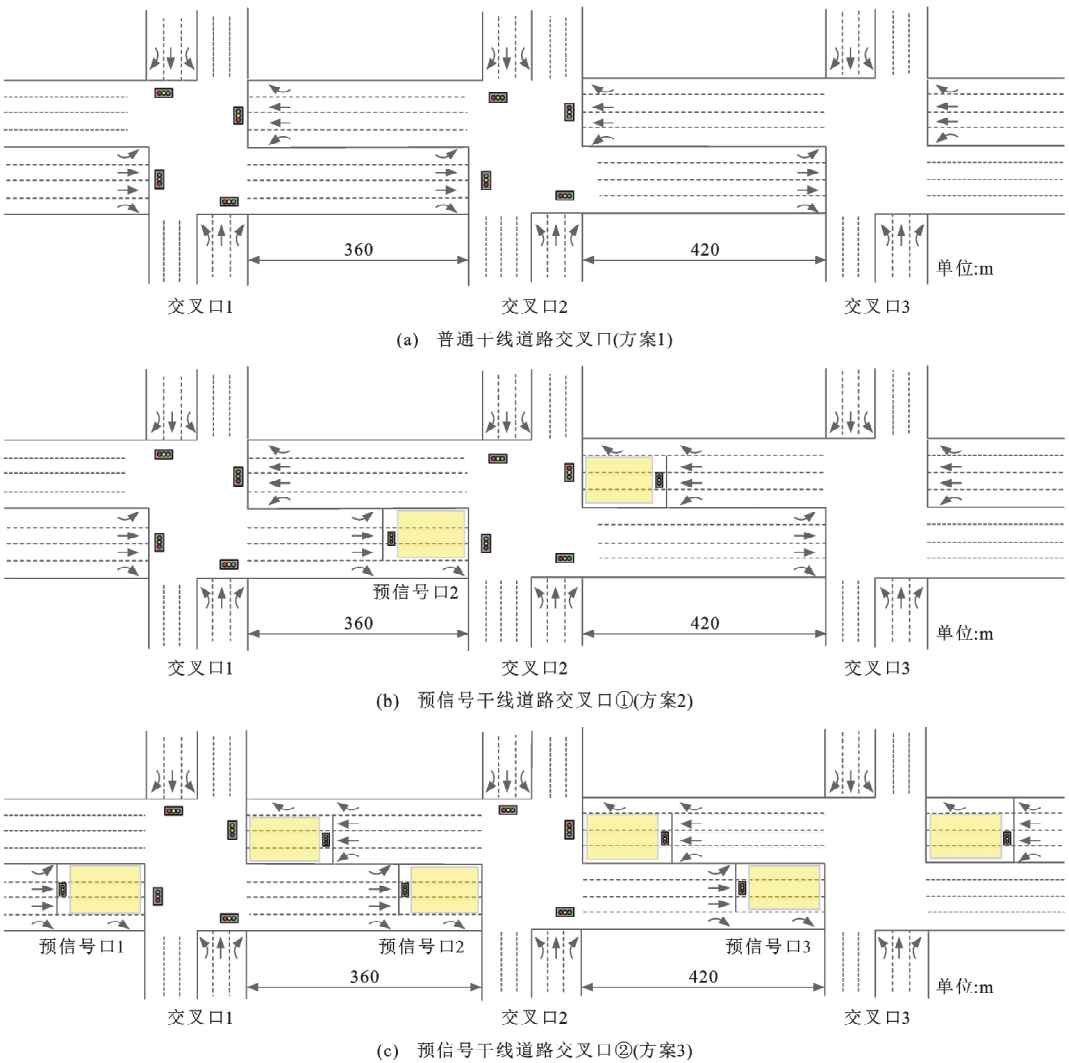 360
420
单位:m
交叉口1
交叉口2
交叉口3
(a) 普通干线道路交叉口(方案1)
预信号口2
360
420
单位:m
交叉口1
交叉口2
交叉口3
(b) 预信号干线道路交叉口①(方案2)
预信号口1
预信号口2
预信号口3
360
420
单位:m
交叉口1
交叉口2
交叉口3
(c) 预信号干线道路交叉口②(方案3)